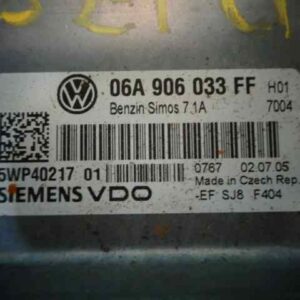 06A 906 033 FF H01
Benzin Simos 7.1A 7004
5WP40217 01
0767 02.07.05
Made in Czech Rep.
SIEMENS VDO
-EF SJ8 F404